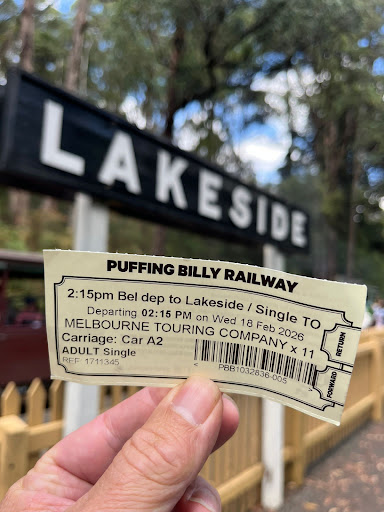 LAKESIDE
PUFFING BILLY RAILWAY
2:15pm Bel dep to Lakeside / Single TO
Departing 02:15 PM on Wed 18 Feb 2026
MELBOURNE TOURING COMPANY x 11
Carriage: Car A2
ADULT Single
REF: 1711345
PBB1032836-005
RETURN
FORWARD